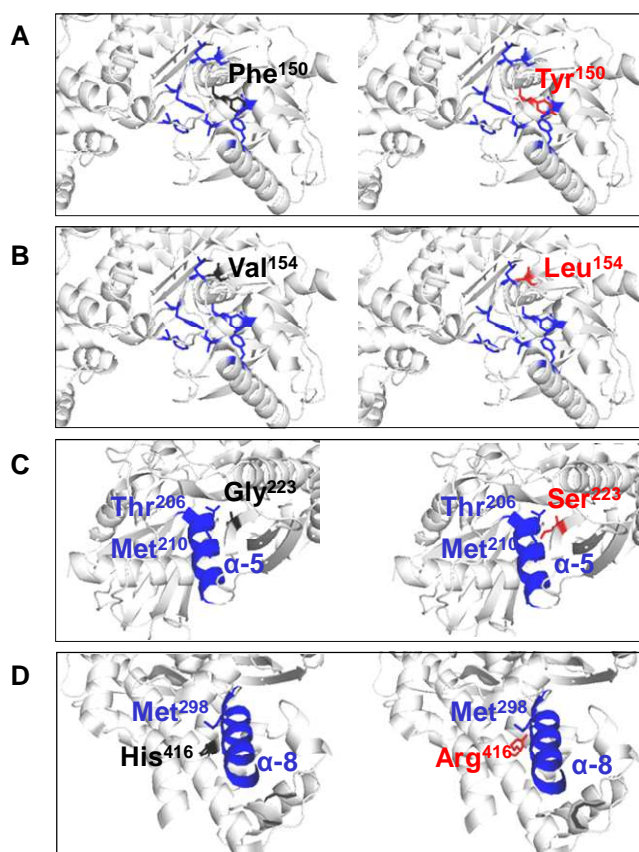 A
Phe150 Tyr150
B
Val154 Leu154
C
Gly223 Ser223
Thr206 Thr206
Met210 Met210
α-5 α-5
D
Met298 Met298
His416 Arg416
α-8 α-8